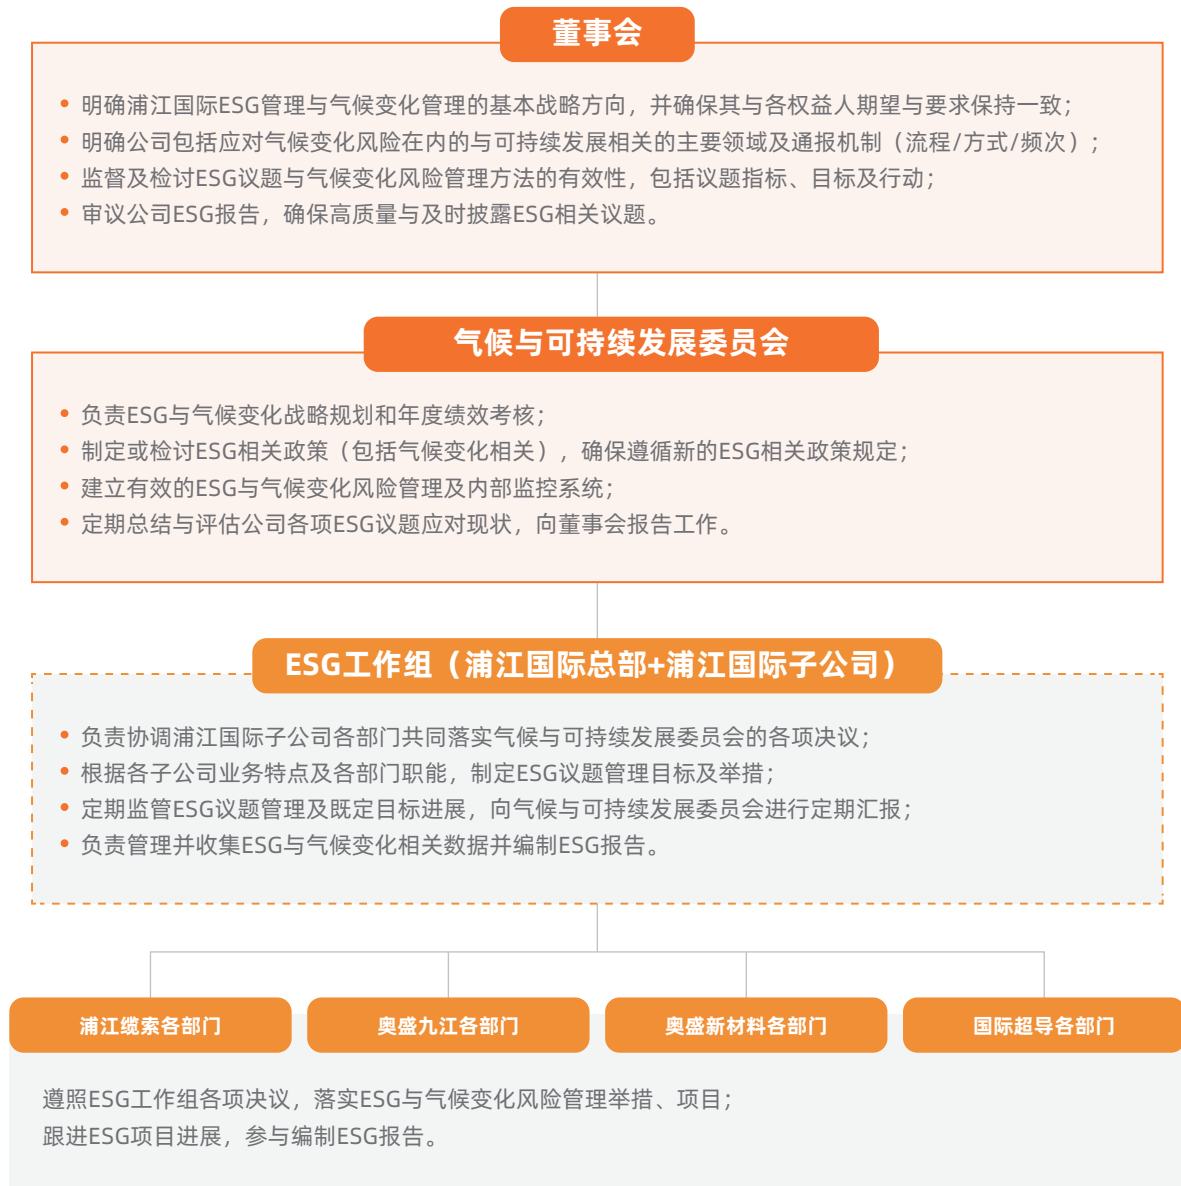 董事会
• 明确浦江国际ESG管理与气候变化管理的基本战略方向，并确保其与各权益人期望与要求保持一致；
• 明确公司包括应对气候变化风险在内的与可持续发展相关的主要领域及通报机制（流程/方式/频次）；
• 监督及检讨ESG议题与气候变化风险管理方法的有效性，包括议题指标、目标及行动；
• 审议公司ESG报告，确保高质量与及时披露ESG相关议题。
气候与可持续发展委员会
• 负责ESG与气候变化战略规划和年度绩效考核；
• 制定或检讨ESG相关政策（包括气候变化相关），确保遵循新的ESG相关政策规定；
• 建立有效的ESG与气候变化风险管理及内部监控系统；
• 定期总结与评估公司各项ESG议题应对现状，向董事会报告工作。
ESG工作组（浦江国际总部+浦江国际子公司）
• 负责协调浦江国际子公司各部门共同落实气候与可持续发展委员会的各项决议；
• 根据各子公司业务特点及各部门职能，制定ESG议题管理目标及举措；
• 定期监管ESG议题管理及既定目标进展，向气候与可持续发展委员会进行定期汇报；
• 负责管理并收集ESG与气候变化相关数据并编制ESG报告。
浦江缆索各部门
奥盛九江各部门
奥盛新材料各部门
国际超导各部门
遵照ESG工作组各项决议，落实ESG与气候变化风险管理举措、项目；
跟进ESG项目进展，参与编制ESG报告。